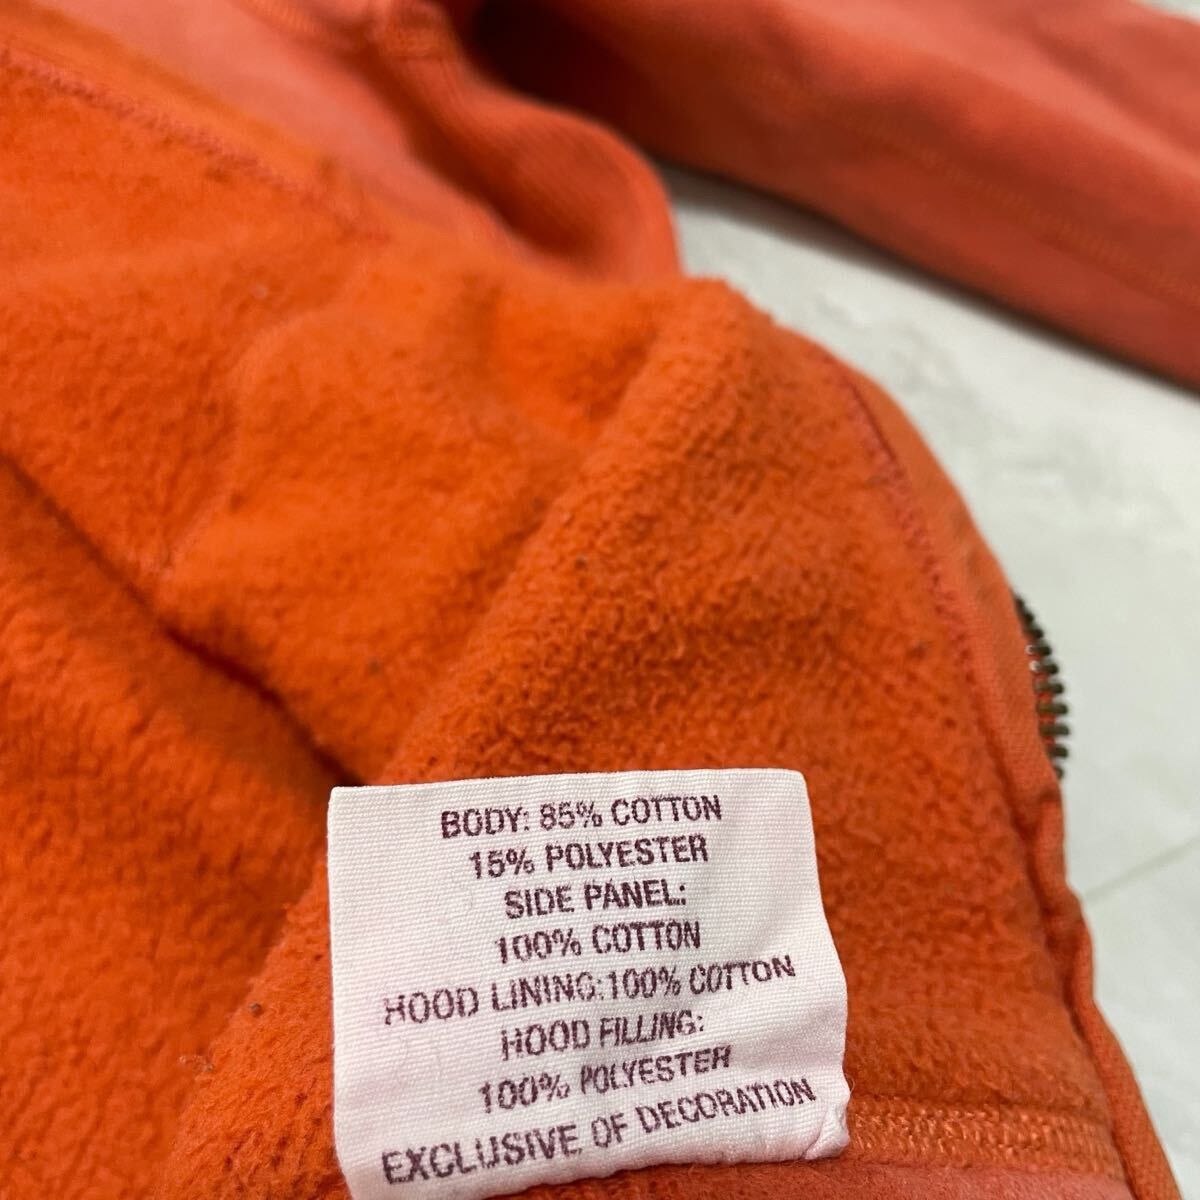 BODY: 85% COTTON
15% POLYESTER
SIDE PANEL:
100% COTTON
HOOD LINING:100% COTTON
HOOD FILLING:
100% POLYESTER
EXCLUSIVE OF DECORATION